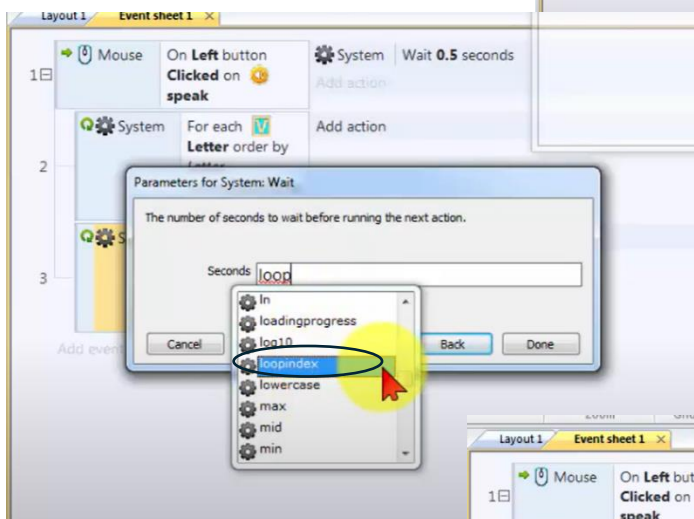 Layout 1 Event sheet 1 ×
Mouse On Left button System Wait 0.5 seconds
1 Clicked on Add action
speak
System For each Add action
Letter order by
2
Parameters for System: Wait
The number of seconds to wait before running the next action.
S
Seconds loop
3
ln
loadingprogress
Add event Cancel log10 Back Done
loopindex
lowercase
max
mid
min
Layout 1 Event sheet 1 ×
Mouse On Left but
1 Clicked on
speak